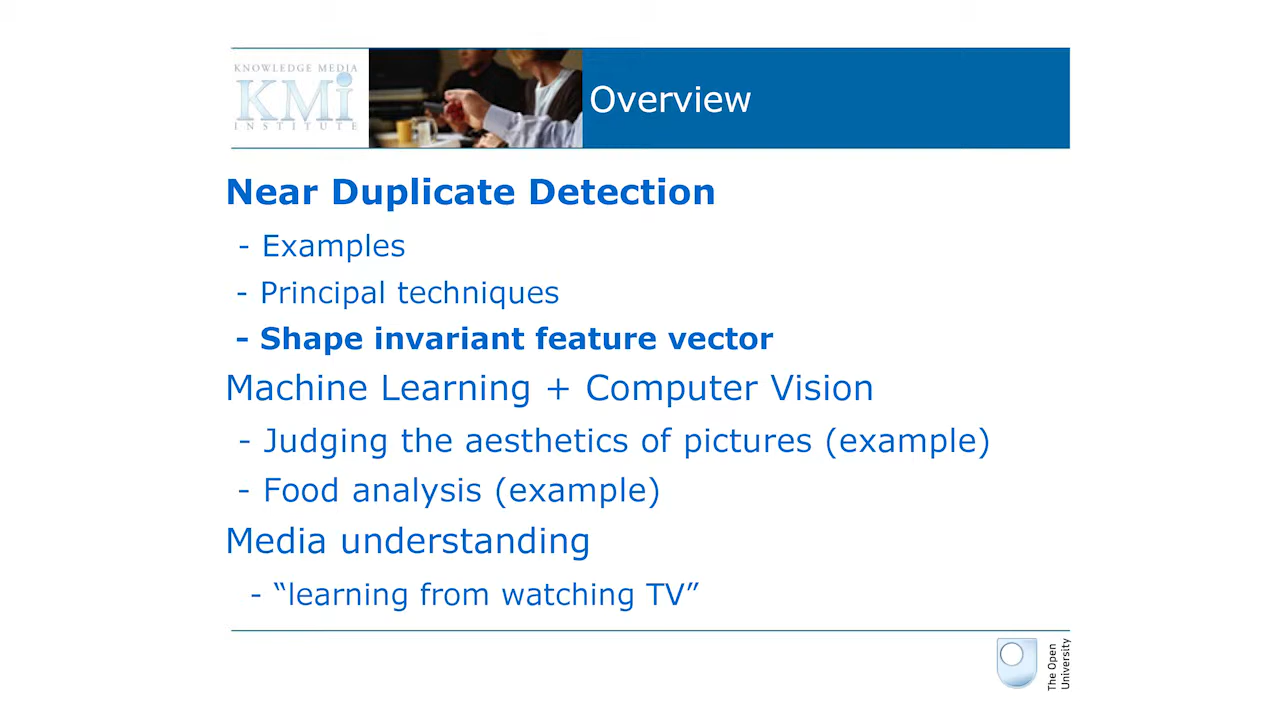 KNOWLEDGE MEDIA
KMi
INSTITUTE
Overview
Near Duplicate Detection
- Examples
- Principal techniques
- Shape invariant feature vector
Machine Learning + Computer Vision
- Judging the aesthetics of pictures (example)
- Food analysis (example)
Media understanding
- “learning from watching TV”
The Open
University